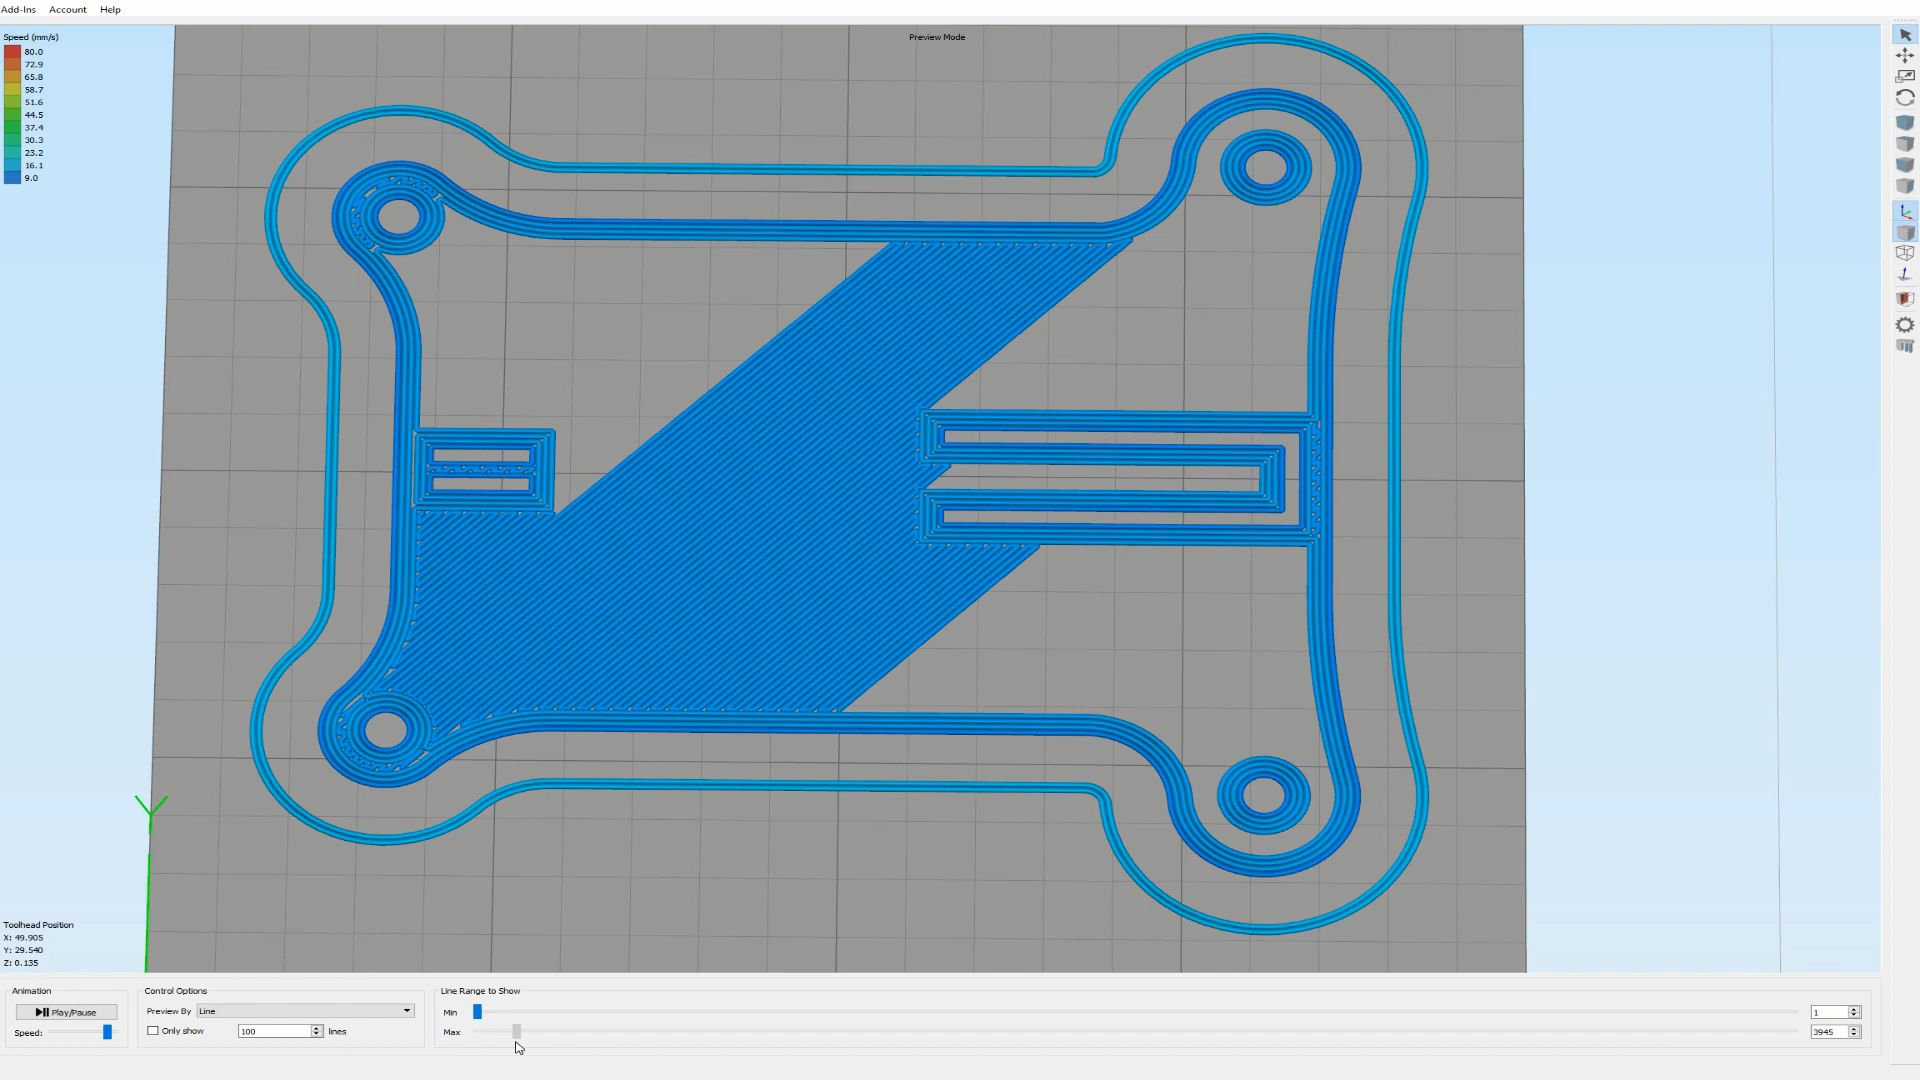 Add-Ins Account Help
Preview Mode
Speed (mm/s)
80.0
72.9
65.8
58.7
51.6
44.5
37.4
30.3
23.2
16.1
9.0
Toolhead Position
X: 49.905
Y: 29.540
Z: 0.135
Animation
Play/Pause
Speed:
Control Options
Preview By Line
Only show 100 lines
Line Range to Show
Min 1
Max 3945